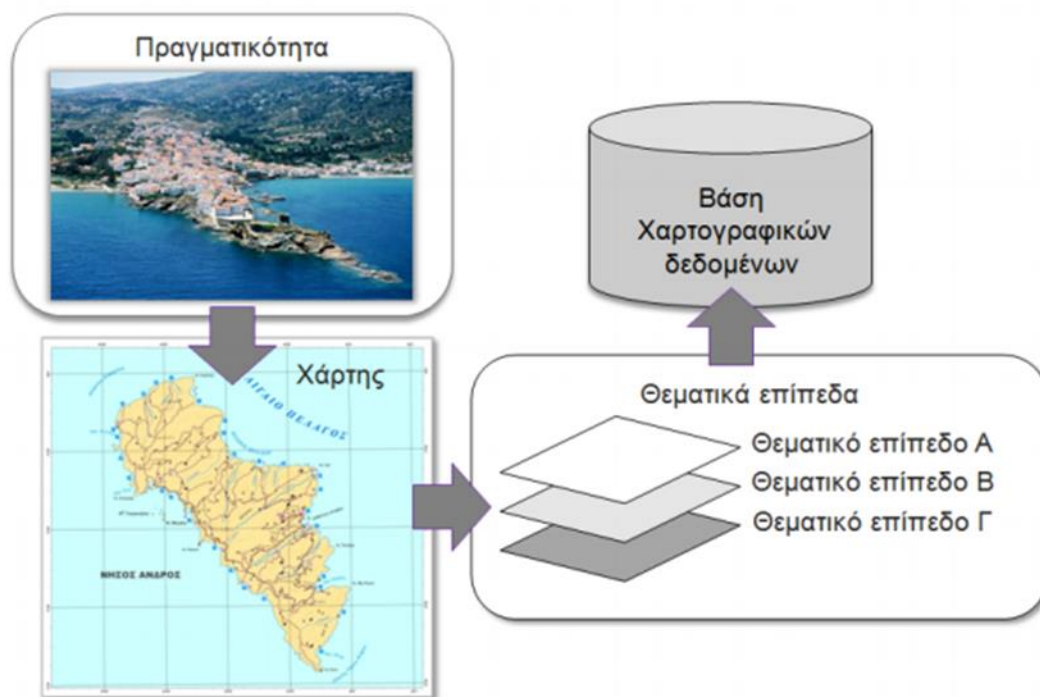 Πραγματικότητα
Βάση
Χαρτογραφικών
δεδομένων
Χάρτης
ΑΙΓΑΙΟ ΠΕΛΑΓΟΣ
ΝΗΣΟΣ ΑΝΔΡΟΣ
Θεματικά επίπεδα
Θεματικό επίπεδο Α
Θεματικό επίπεδο Β
Θεματικό επίπεδο Γ